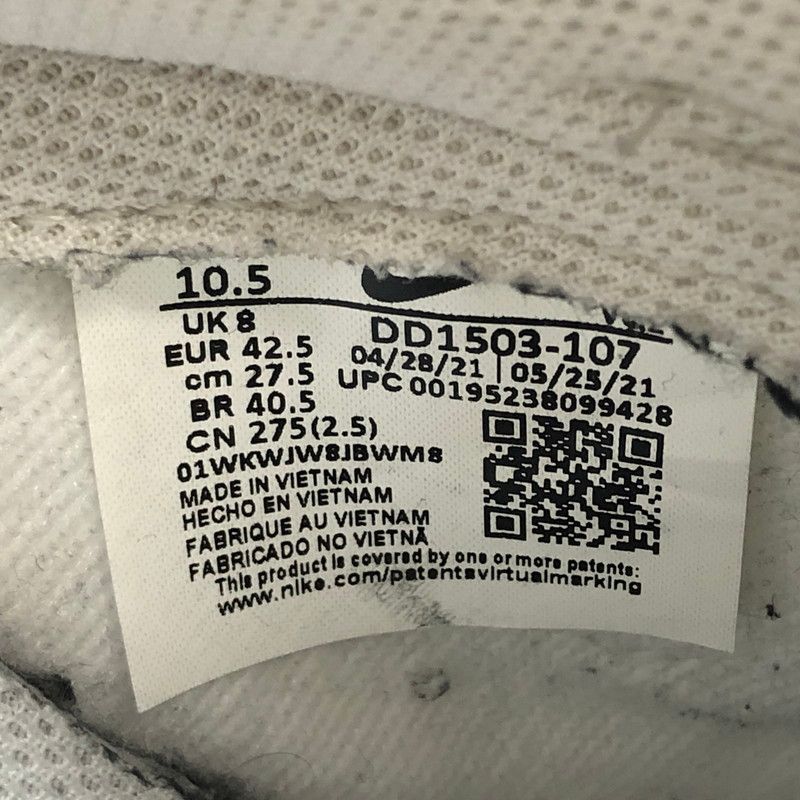 10.5
UK 8
EUR 42.5
cm 27.5
BR 40.5
CN 275(2.5)
DD1503-107
04/28/21 | 05/25/21
UPC 00195238099428
01WKWJW8JBWM8
MADE IN VIETNAM
HECHO EN VIETNAM
FABRIQUE AU VIETNAM
FABRICADO NO VIETNÃ
This product is covered by one or more patents:
www.nike.com/patentsvirtualmarking